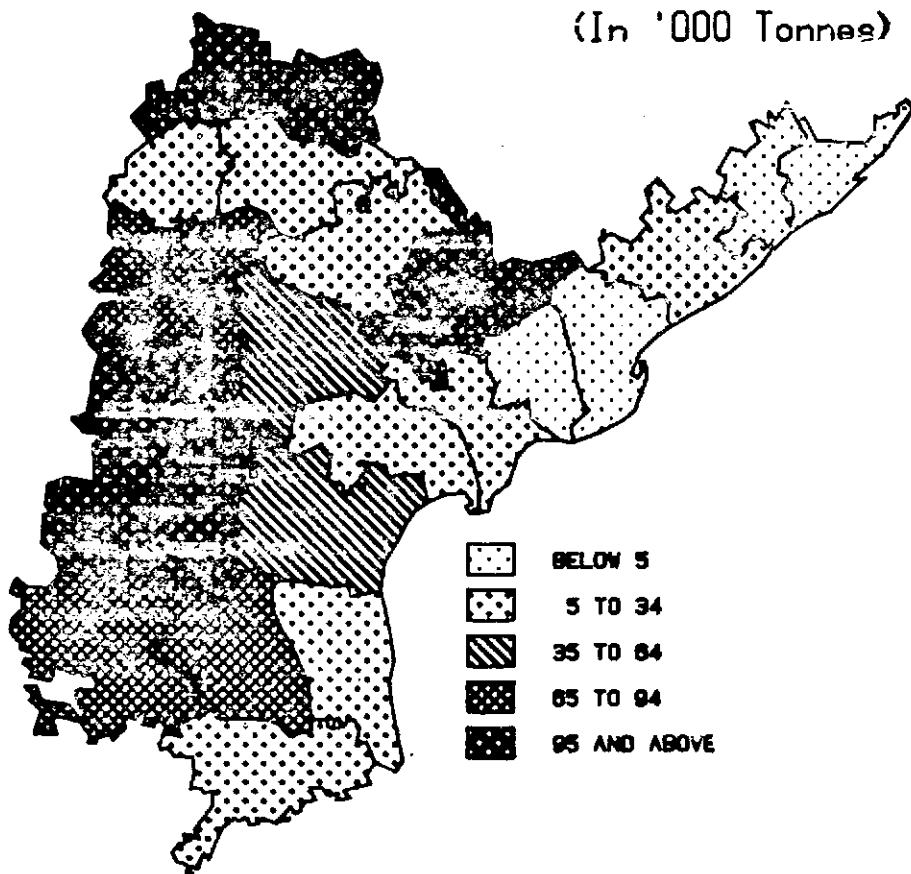 (In '000 Tonnes)
BELOW 5
5 TO 34
35 TO 64
65 TO 94
95 AND ABOVE